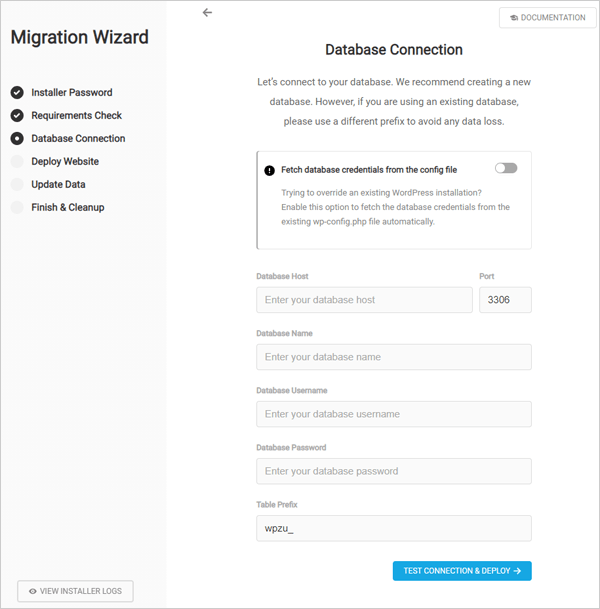 Migration Wizard
Installer Password
Requirements Check
Database Connection
Deploy Website
Update Data
Finish & Cleanup
VIEW INSTALLER LOGS
DOCUMENTATION
Database Connection
Let's connect to your database. We recommend creating a new
database. However, if you are using an existing database,
please use a different prefix to avoid any data loss.
Fetch database credentials from the config file
Trying to override an existing WordPress installation?
Enable this option to fetch the database credentials from the
existing wp-config.php file automatically.
Database Host
Port
Enter your database host
3306
Database Name
Enter your database name
Database Username
Enter your database username
Database Password
Enter your database password
Table Prefix
wpzu_
TEST CONNECTION & DEPLOY